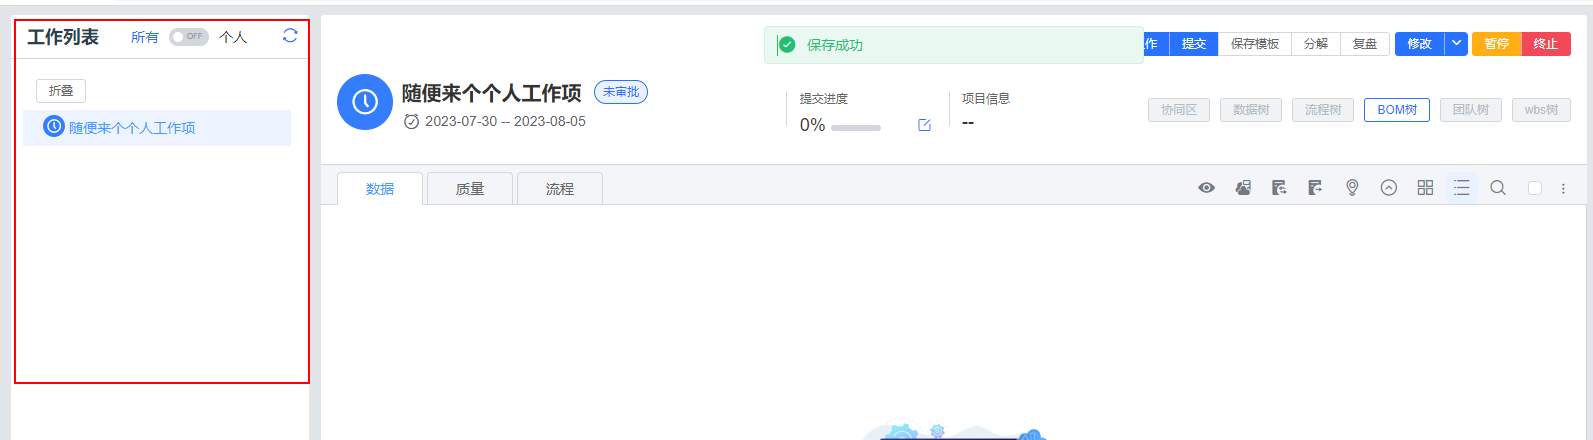 工作列表 所有 OFF 个人
折叠
随便来个个人工作项
保存成功
作 提交 保存模板 分解 复盘 修改 暂停 终止
随便来个个人工作项 未审批
2023-07-30 -- 2023-08-05
提交进度
0%
项目信息
--
协同区 数据树 流程树 BOM树 团队树 wbs树
数据 质量 流程